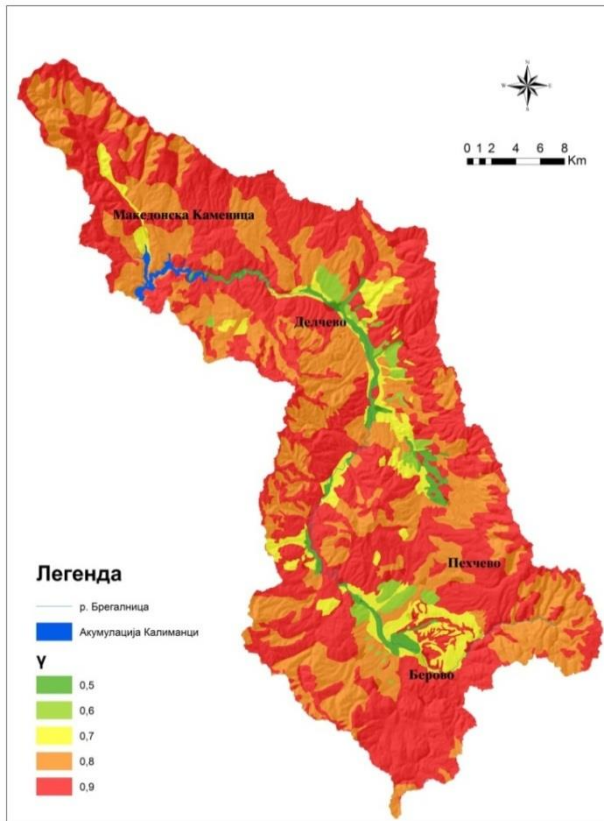 0 1 2 4 6 8
Km
Македонска Каменица
Делчево
Пехчево
Берово
Легенда
р. Брегалница
Акумулација Калиманци
Y
0,5
0,6
0,7
0,8
0,9